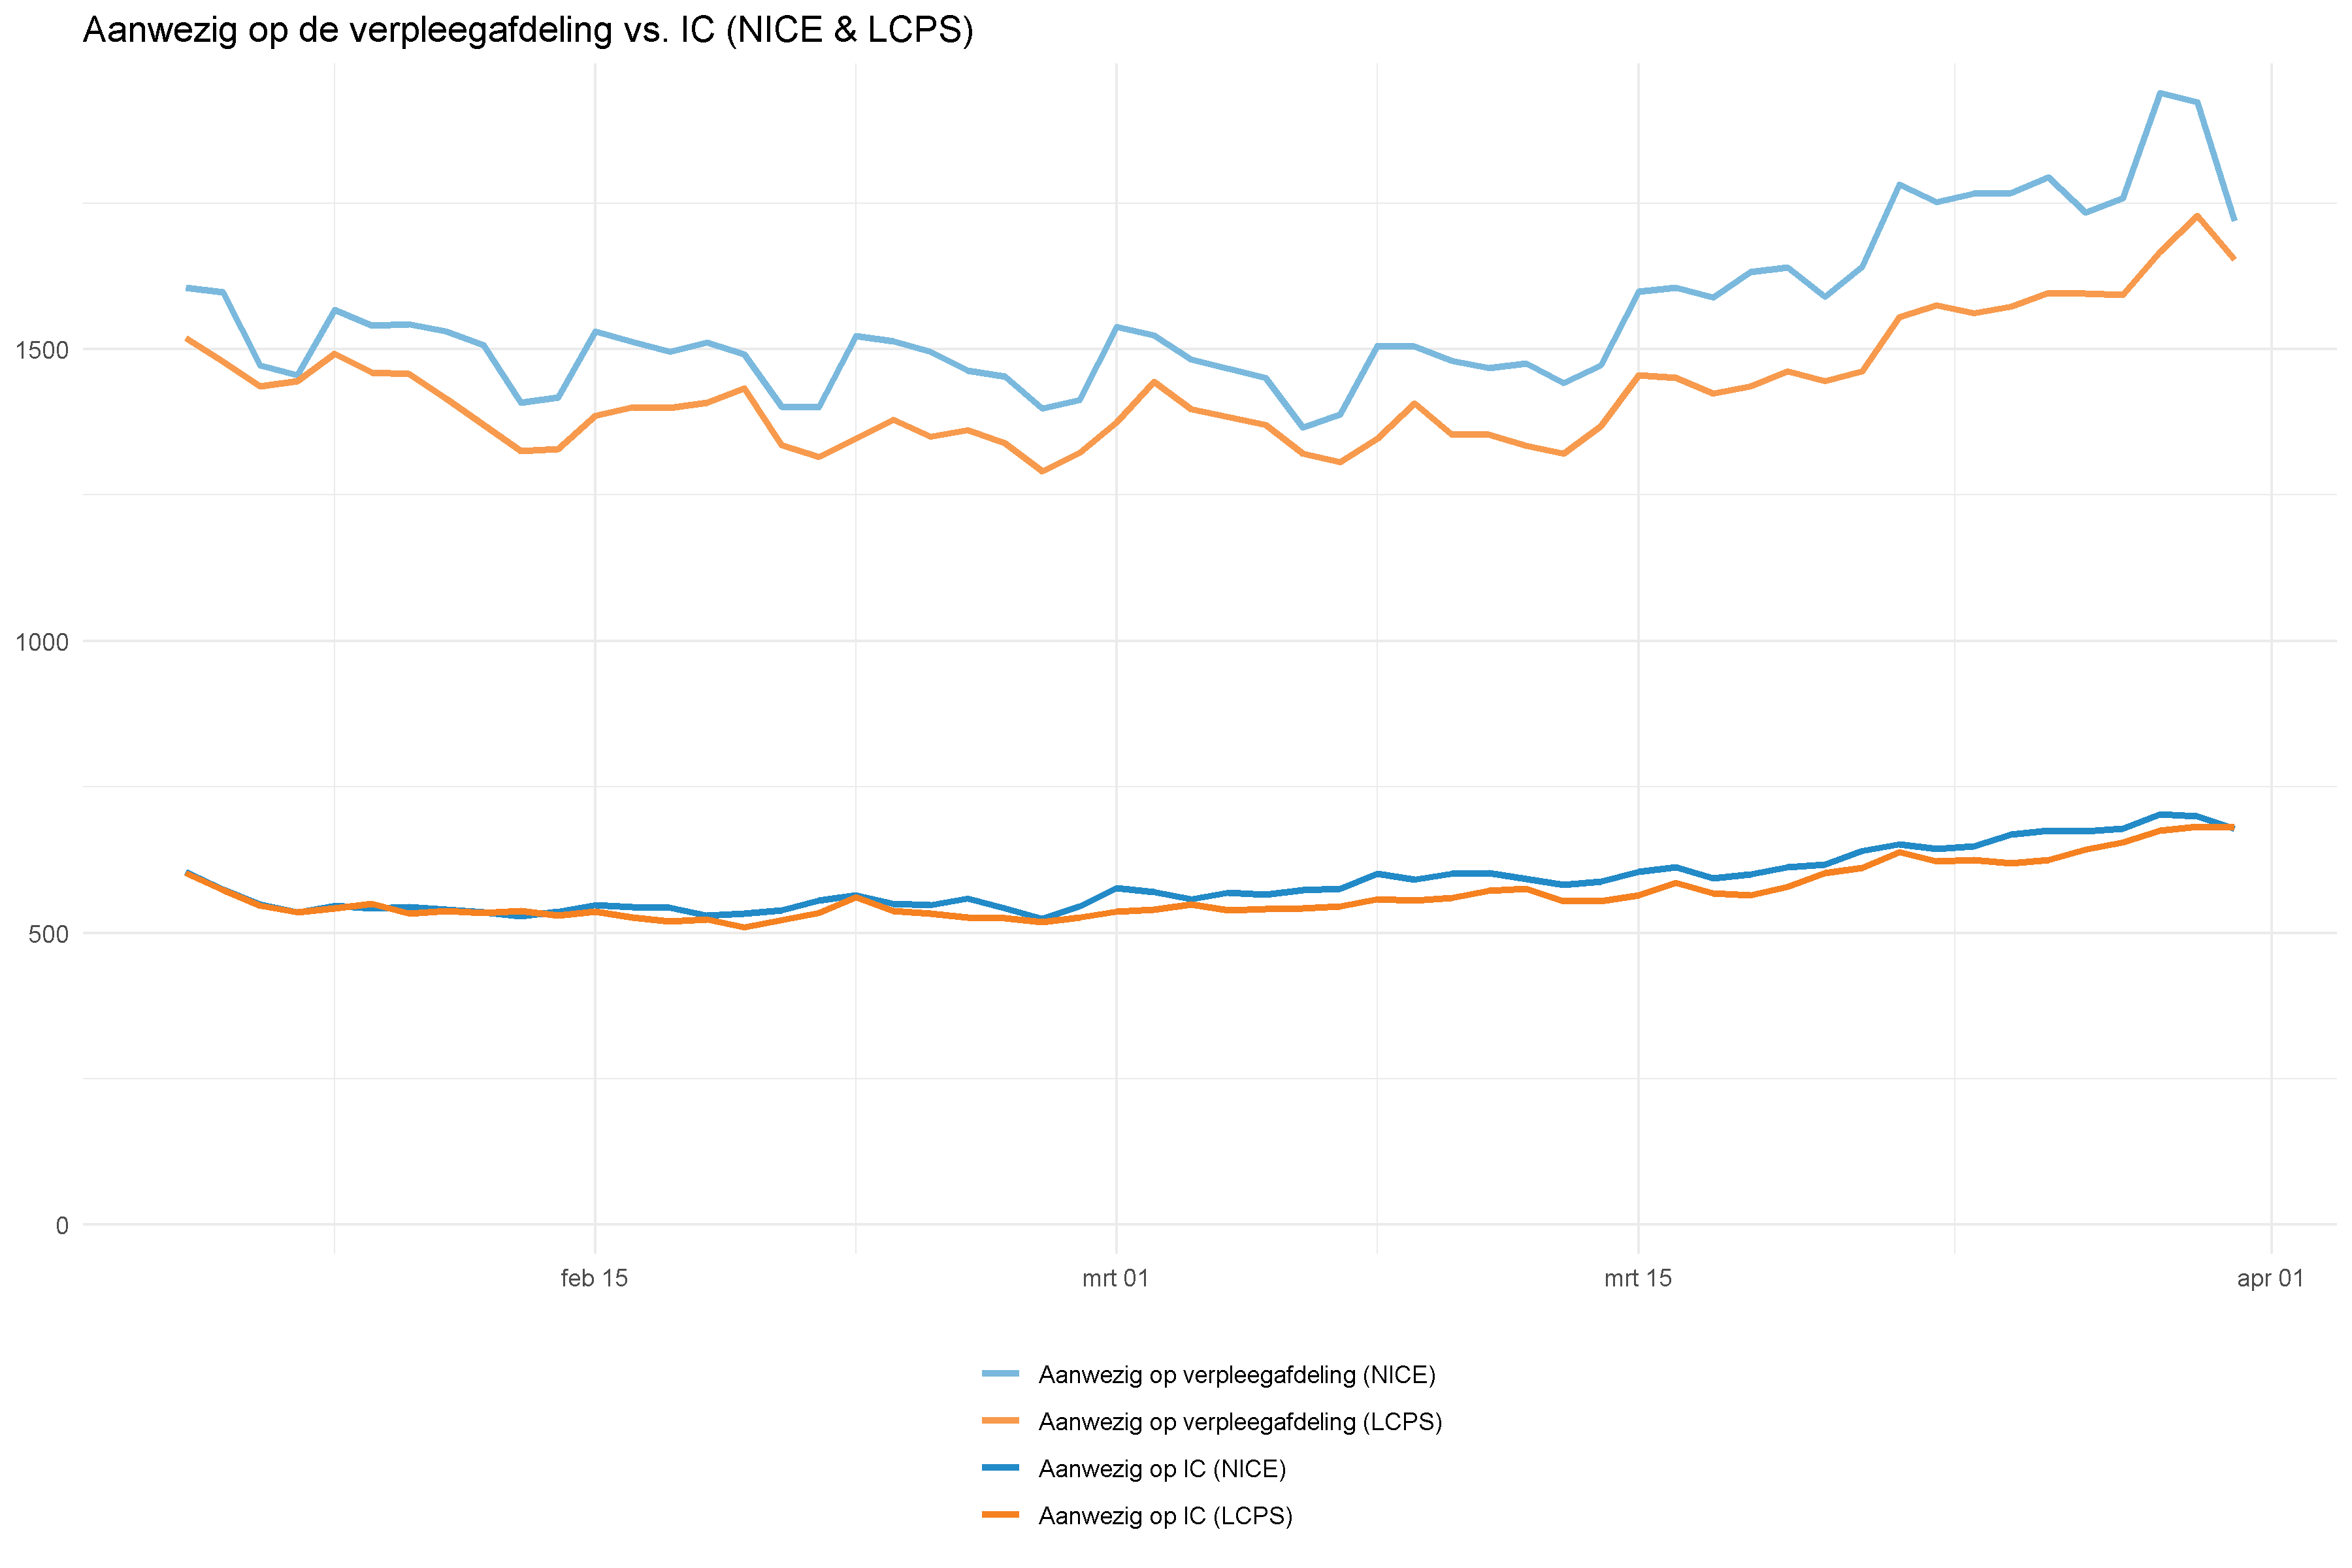 Aanwezig op de verpleegafdeling vs. IC (NICE & LCPS)
1500
1000
500
0
feb 15
mrt 01
mrt 15
apr 01
Aanwezig op verpleegafdeling (NICE)
Aanwezig op verpleegafdeling (LCPS)
Aanwezig op IC (NICE)
Aanwezig op IC (LCPS)